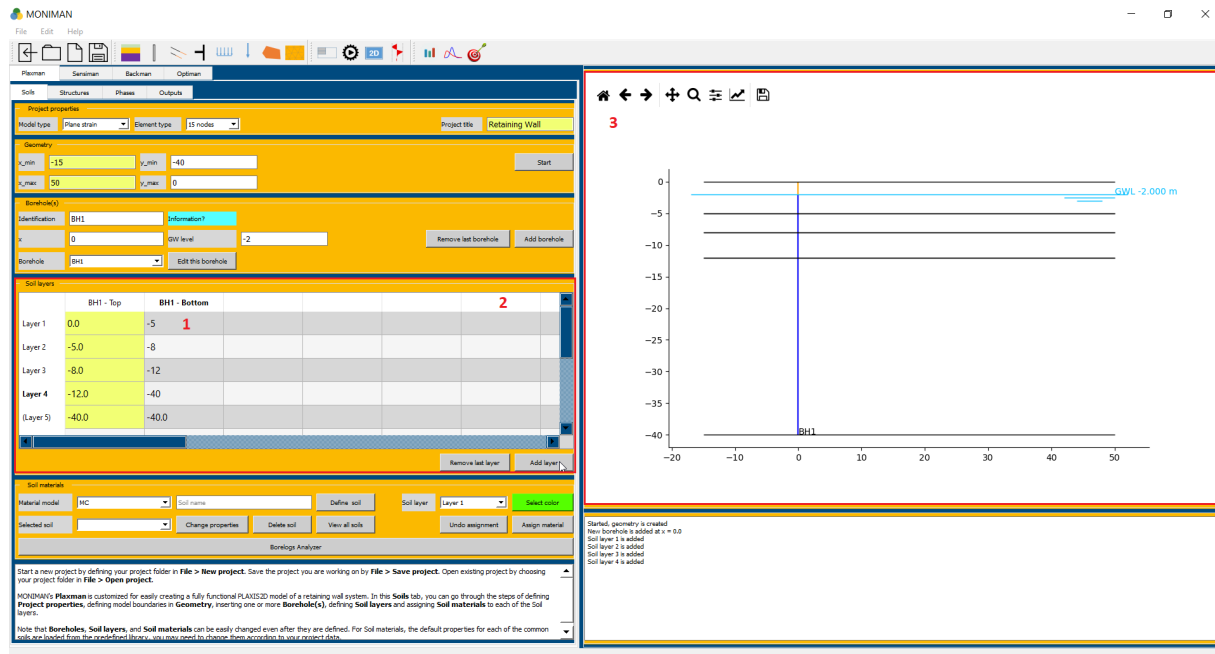 MONIMAN
File Edit Help
2D
Plaxman Sensiman Backman Optiman
Soils Structures Phases Outputs
Project properties
Model type Plane strain Element type 15 nodes Project title Retaining Wall
Geometry
x_min -15 y_min -40 Start
x_max 50 y_max 0
Borehole(s)
Identification BH1 Information?
x 0 GW level -2 Remove last borehole Add borehole
Borehole BH1 Edit this borehole
Soil layers
BH1 - Top BH1 - Bottom 2
Layer 1 0.0 -5 1
Layer 2 -5.0 -8
Layer 3 -8.0 -12
Layer 4 -12.0 -40
(Layer 5) -40.0 -40.0
Remove last layer Add layer
Soil materials
Material model MC Soil name Define soil Soil layer Layer 1 Select color
Selected soil Change properties Delete soil View all soils Undo assignment Assign material
Borelogs Analyzer
Start a new project by defining your project folder in File > New project. Save the project you are working on by File > Save project. Open existing project by choosing
your project folder in File > Open project.
MONIMAN's Plaxman is customized for easily creating a fully functional PLAXIS2D model of a retaining wall system. In this Soils tab, you can go through the steps of defining
Project properties, defining model boundaries in Geometry, inserting one or more Borehole(s), defining Soil layers and assigning Soil materials to each of the Soil
layers.
Note that Boreholes, Soil layers, and Soil materials can be easily changed even after they are defined. For Soil materials, the default properties for each of the common
soils are loaded from the predefined library, you may need to change them according to your project data.
3
GWL -2.000 m
0
−5
−10
−15
−20
−25
−30
−35
−40
BH1
−20 −10 0 10 20 30 40 50
Started, geometry is created
New borehole is added at x = 0.0
Soil layer 1 is added
Soil layer 2 is added
Soil layer 3 is added
Soil layer 4 is added